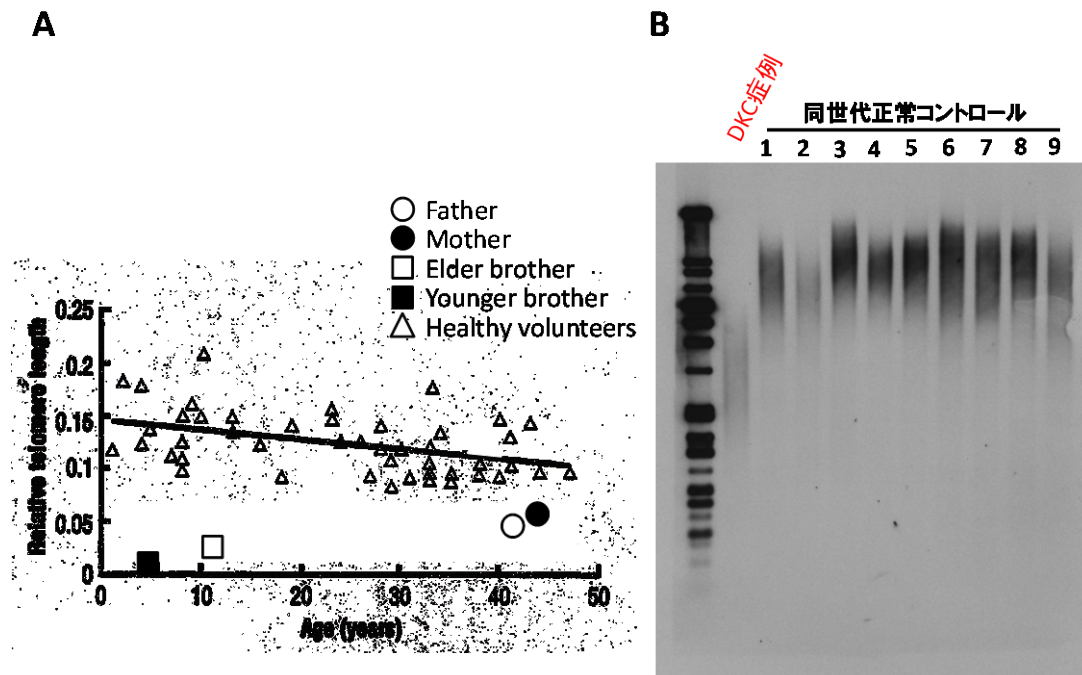 A
Father
Mother
Elder brother
Younger brother
Healthy volunteers
Relative telomere length
0.25
0.2
0.15
0.1
0.05
0
0 10 20 30 40 50
Age (years)
B
DKC症例
同世代正常コントロール
1 2 3 4 5 6 7 8 9